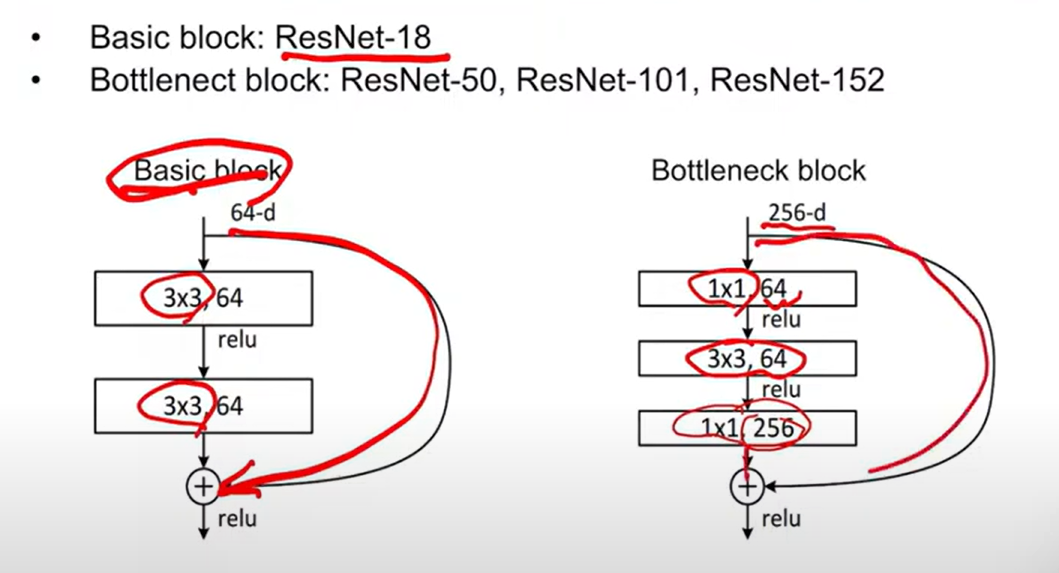 • Basic block: ResNet-18
• Bottlenect block: ResNet-50, ResNet-101, ResNet-152
Basic block
64-d
3x3, 64
relu
3x3, 64
+
relu
Bottleneck block
256-d
1x1, 64
relu
3x3, 64
relu
1x1, 256
+
relu